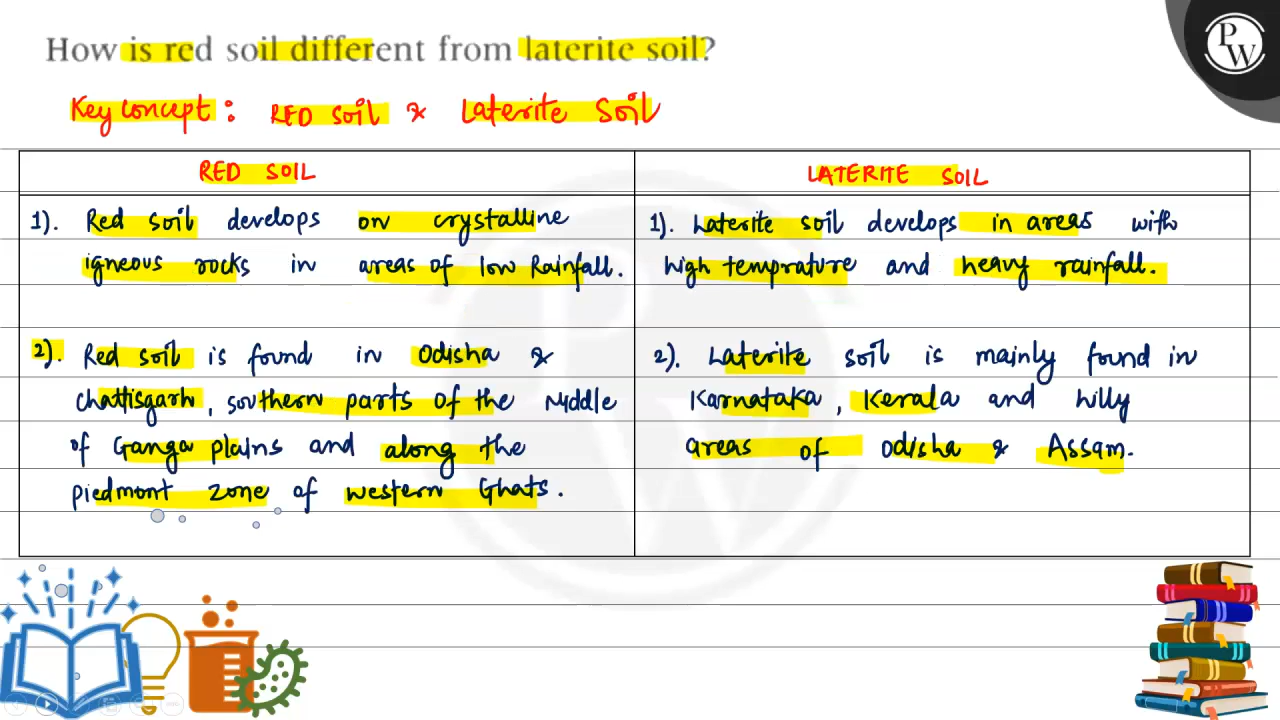 How is red soil different from laterite soil?
PW
Key concept : RED Soil & Laterite Soil
RED SOIL
1). Red soil develops on crystalline
igneous rocks in areas of low Rainfall.
2). Red soil is found in Odisha &
Chattisgarh, southern parts of the Middle
of Ganga plains and along the
piedmont zone of western Ghats.
LATERITE SOIL
1). Laterite soil develops in areas with
high temprature and heavy rainfall.
2). Laterite soil is mainly found in
Karnataka, Kerala and hilly
areas of Odisha & Assam.
PW